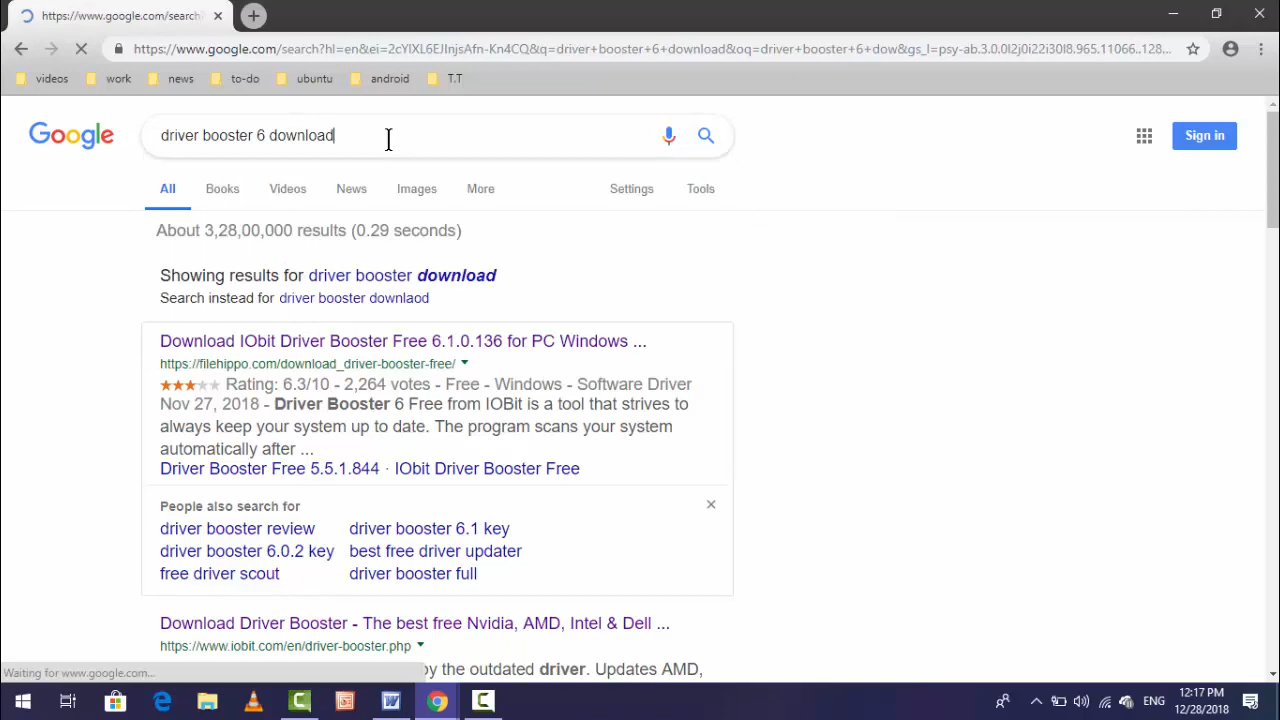 https://www.google.com/search
https://www.google.com/search?hl=en&ei=2cYlXL6EJInjsAfn-Kn4CQ&q=driver+booster+6+download&oq=driver+booster+6+dow&gs_l=psy-ab.3.0.0l2j0i22i30l8.965.11066..128...
videos work news to-do ubuntu android T.T
Google driver booster 6 download Sign in
All Books Videos News Images More Settings Tools
About 3,28,00,000 results (0.29 seconds)
Showing results for driver booster download
Search instead for driver booster downlaod
Download IObit Driver Booster Free 6.1.0.136 for PC Windows ...
https://filehippo.com/download_driver-booster-free/
Rating: 6.3/10 - 2,264 votes - Free - Windows - Software Driver
Nov 27, 2018 - Driver Booster 6 Free from IOBit is a tool that strives to
always keep your system up to date. The program scans your system
automatically after ...
Driver Booster Free 5.5.1.844 · IObit Driver Booster Free
People also search for
driver booster review driver booster 6.1 key
driver booster 6.0.2 key best free driver updater
free driver scout driver booster full
Download Driver Booster - The best free Nvidia, AMD, Intel & Dell ...
https://www.iobit.com/en/driver-booster.php
Waiting for www.google.com...
by the outdated driver. Updates AMD,
ENG
12:17 PM
12/28/2018